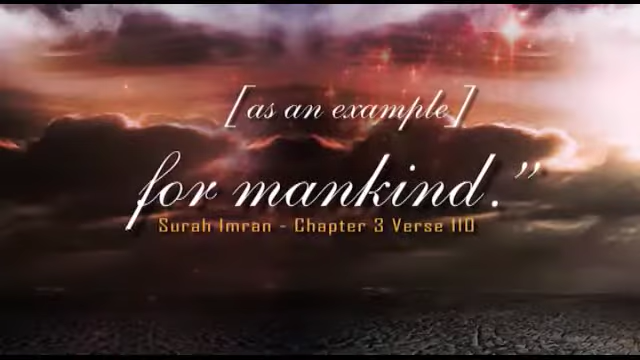 [as an example]
for mankind.”
Surah Imran - Chapter 3 Verse 110